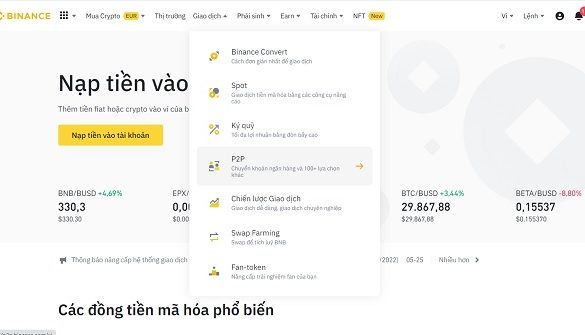 BINANCE Mua Crypto EUR Thị trường Giao dịch Phái sinh Earn Tài chính NFT New Ví Lệnh
Binance Convert
Cách đơn giản nhất để giao dịch
Spot
Giao dịch tiền mã hóa bằng các công cụ nâng
cao
Ký quỹ
Tối đa lợi nhuận bằng đòn bẩy cao
P2P
Chuyển khoản ngân hàng và 100+ lựa chọn
khác
Chiến lược Giao dịch
Giao dịch dễ dàng, giao dịch chuyên nghiệp
Swap Farming
Swap để tích luỹ BNB
Fan-token
Nâng cấp trải nghiệm fan của bạn
Nạp tiền vào
Thêm tiền fiat hoặc crypto vào ví của b
Nạp tiền vào tài khoản
BNB/BUSD +4,69%
330,3
$330.30
EPX/
0,00
$0,0
BTC/BUSD +3,44%
29.867,88
$29.867,88
BETA/BUSD -8,80%
0,15537
$0.155370
Thông báo nâng cấp hệ thống giao dịch
/2022) 05-25 Nhiều hơn
Các đồng tiền mã hóa phổ biến